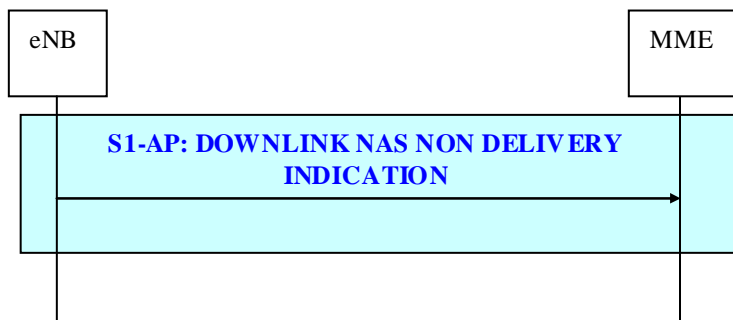 eNB
MME
S1-AP: DOWNLINK NAS NON DELIVERY
INDICATION